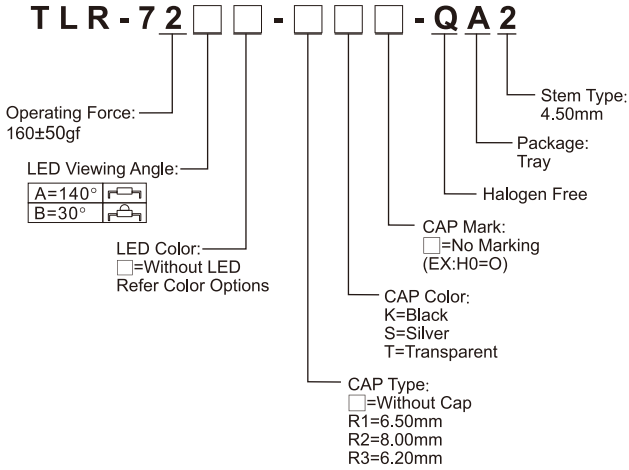 TLR-72□□-□□□-QA2
Operating Force:
160±50gf
LED Viewing Angle:
A=140°
B=30°
LED Color:
□=Without LED
Refer Color Options
Stem Type:
4.50mm
Package:
Tray
Halogen Free
CAP Mark:
□=No Marking
(EX:H0=O)
CAP Color:
K=Black
S=Silver
T=Transparent
CAP Type:
□=Without Cap
R1=6.50mm
R2=8.00mm
R3=6.20mm